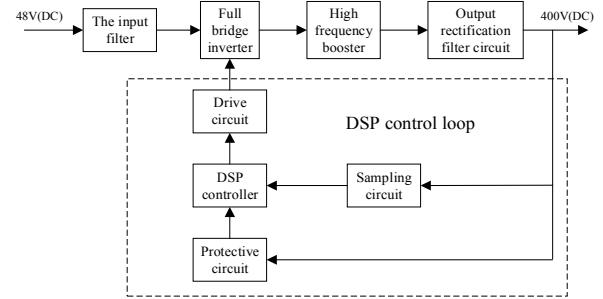 48V(DC)
The input
filter
Full
bridge
inverter
High
frequency
booster
Output
rectification
filter circuit
400V(DC)
Drive
circuit
DSP control loop
DSP
controller
Sampling
circuit
Protective
circuit